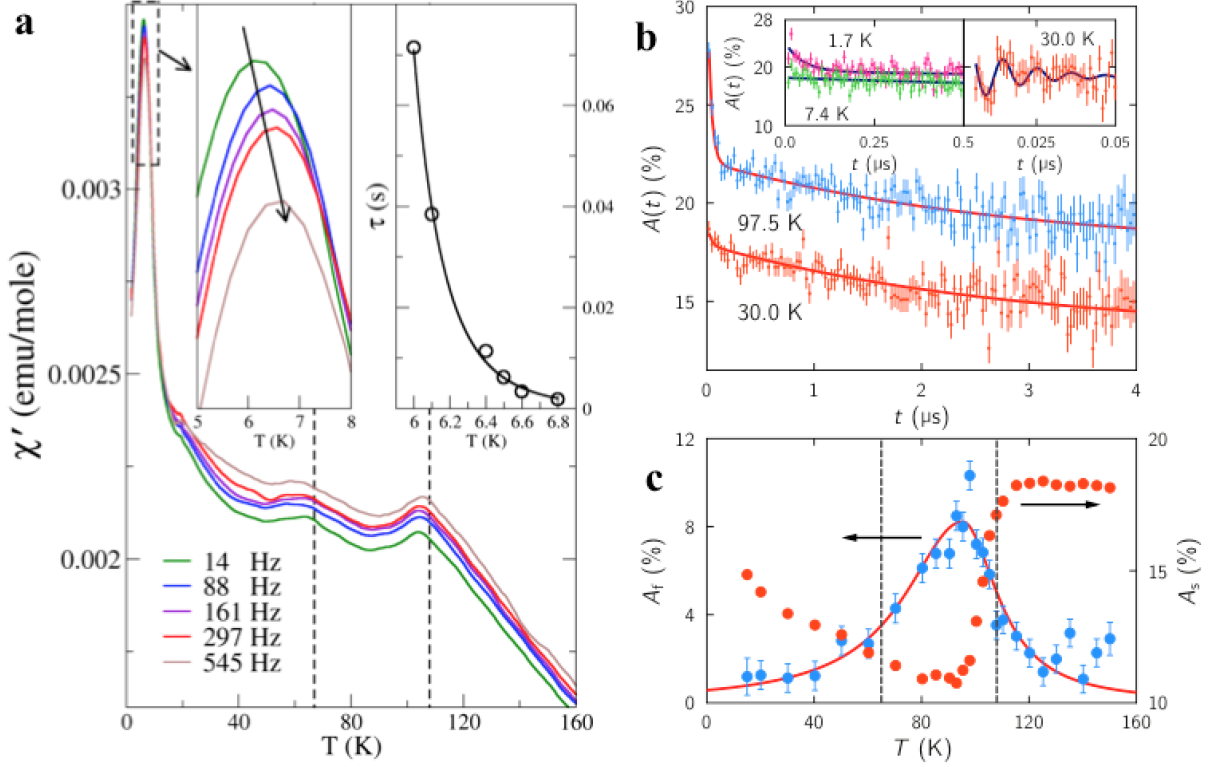 a
χ′ (emu/mole)
0.003
0.0025
0.002
0
40
80
120
160
T (K)
14 Hz
88 Hz
161 Hz
297 Hz
545 Hz
5
6
7
8
T (K)
τ (s)
0.06
0.04
0.02
0
6
6.2
6.4
6.6
6.8
T (K)
b
A(t) (%)
30
25
20
15
0
1
2
3
4
t (μs)
97.5 K
30.0 K
A(t) (%)
28
19
10
1.7 K
7.4 K
0.0
0.25
0.5
t (μs)
30.0 K
0.025
0.05
t (μs)
c
A_f (%)
12
8
4
0
0
40
80
120
160
T (K)
20
15
10
A_s (%)